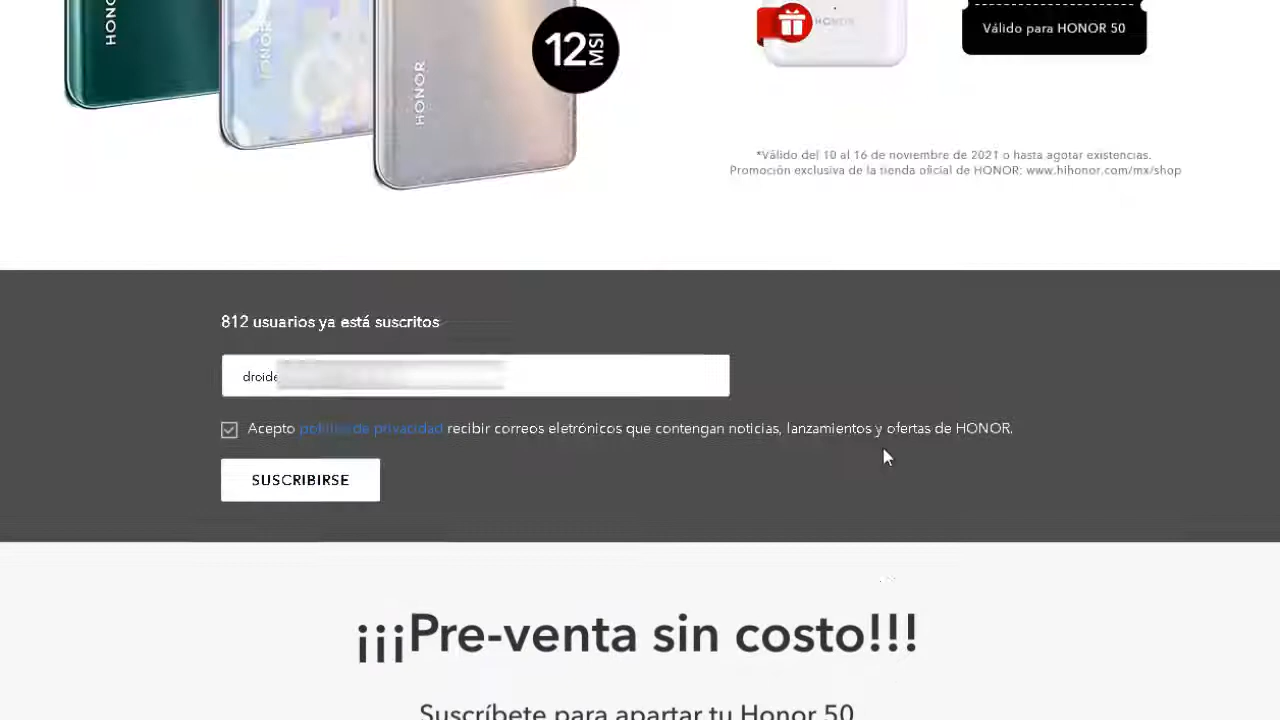 HONOR
HONOR
HONOR
12 MSI
HONOR
Válido para HONOR 50
*Válido del 10 al 16 de noviembre de 2021 o hasta agotar existencias.
Promoción exclusiva de la tienda oficial de HONOR: www.hihonor.com/mx/shop
812 usuarios ya está suscritos
droide
Acepto política de privacidad recibir correos eletrónicos que contengan noticias, lanzamientos y ofertas de HONOR.
SUSCRIBIRSE
¡¡¡Pre-venta sin costo!!!
Suscríbete para apartar tu Honor 50